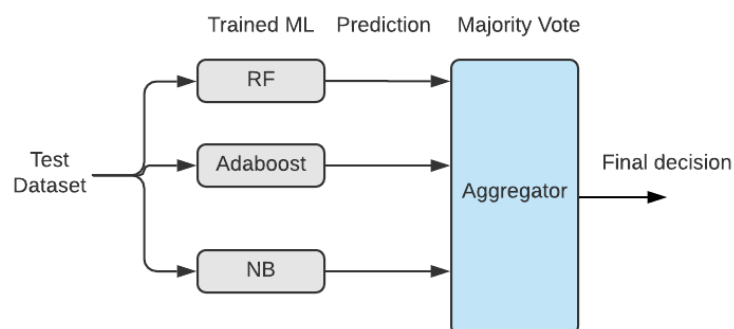 Trained ML Prediction Majority Vote
RF
Test
Dataset
Adaboost
Aggregator
Final decision
NB